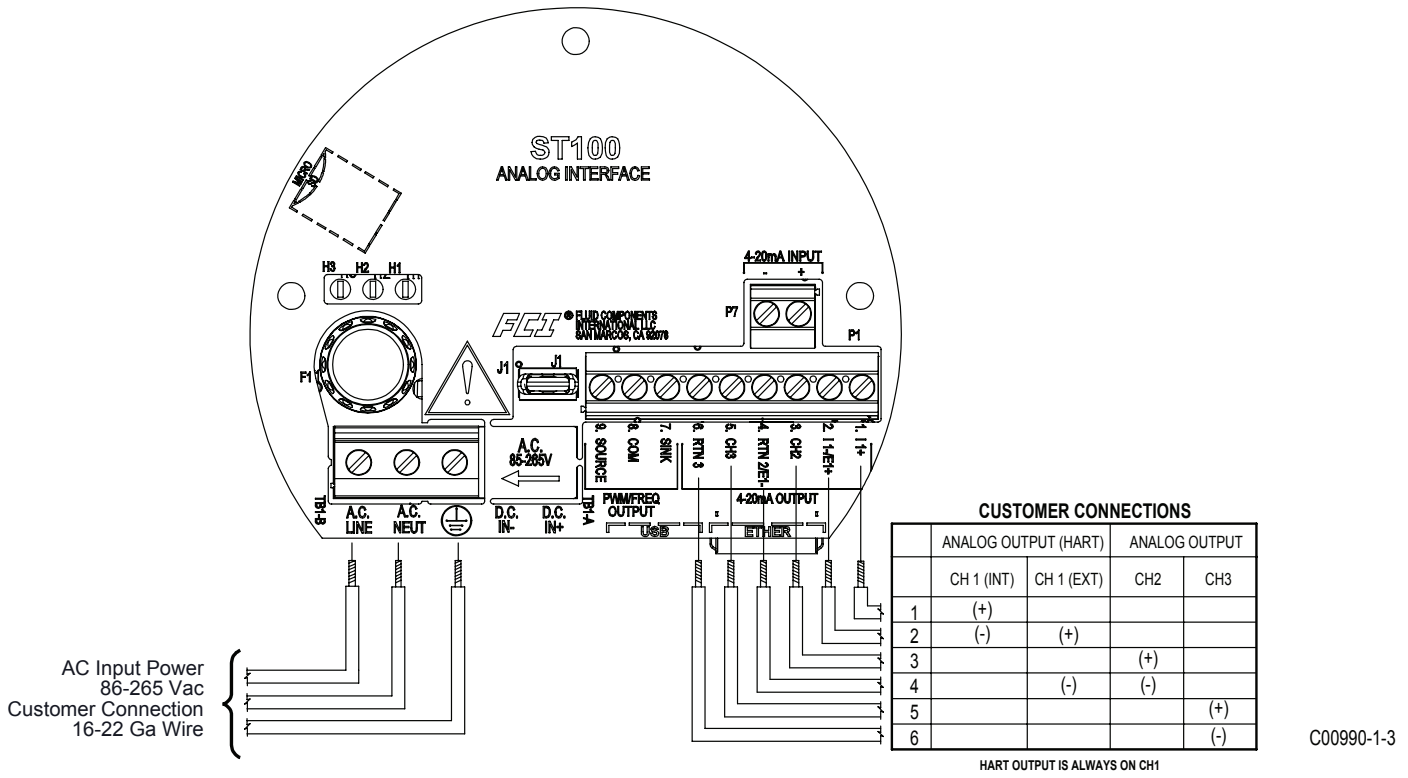 ST100
ANALOG INTERFACE
MICRO
SD
4-20mA INPUT
- +
H3 H2 H1
P7
P1
FCI ® FLUID COMPONENTS
INTERNATIONAL LLC
SAN MARCOS, CA 92078
F1
J1
J1
A.C.
85-265V
9. SOURCE
8. COM
7. SINK
6. RTN 3
5. CH3
4. RTN 2/E1-
3. CH2
2. I1-/E1+
1. I1+
TB1-B
A.C.
LINE
A.C.
NEUT
D.C.
IN-
D.C.
IN+
TB1-A
PWM/FREQ
OUTPUT
4-20mA OUTPUT
USB
ETHER
AC Input Power
86-265 Vac
Customer Connection
16-22 Ga Wire
CUSTOMER CONNECTIONS
ANALOG OUTPUT (HART) ANALOG OUTPUT
CH 1 (INT) CH 1 (EXT) CH2 CH3
1 (+)
2 (-) (+)
3 (+)
4 (-) (-)
5 (+)
6 (-)
HART OUTPUT IS ALWAYS ON CH1
C00990-1-3